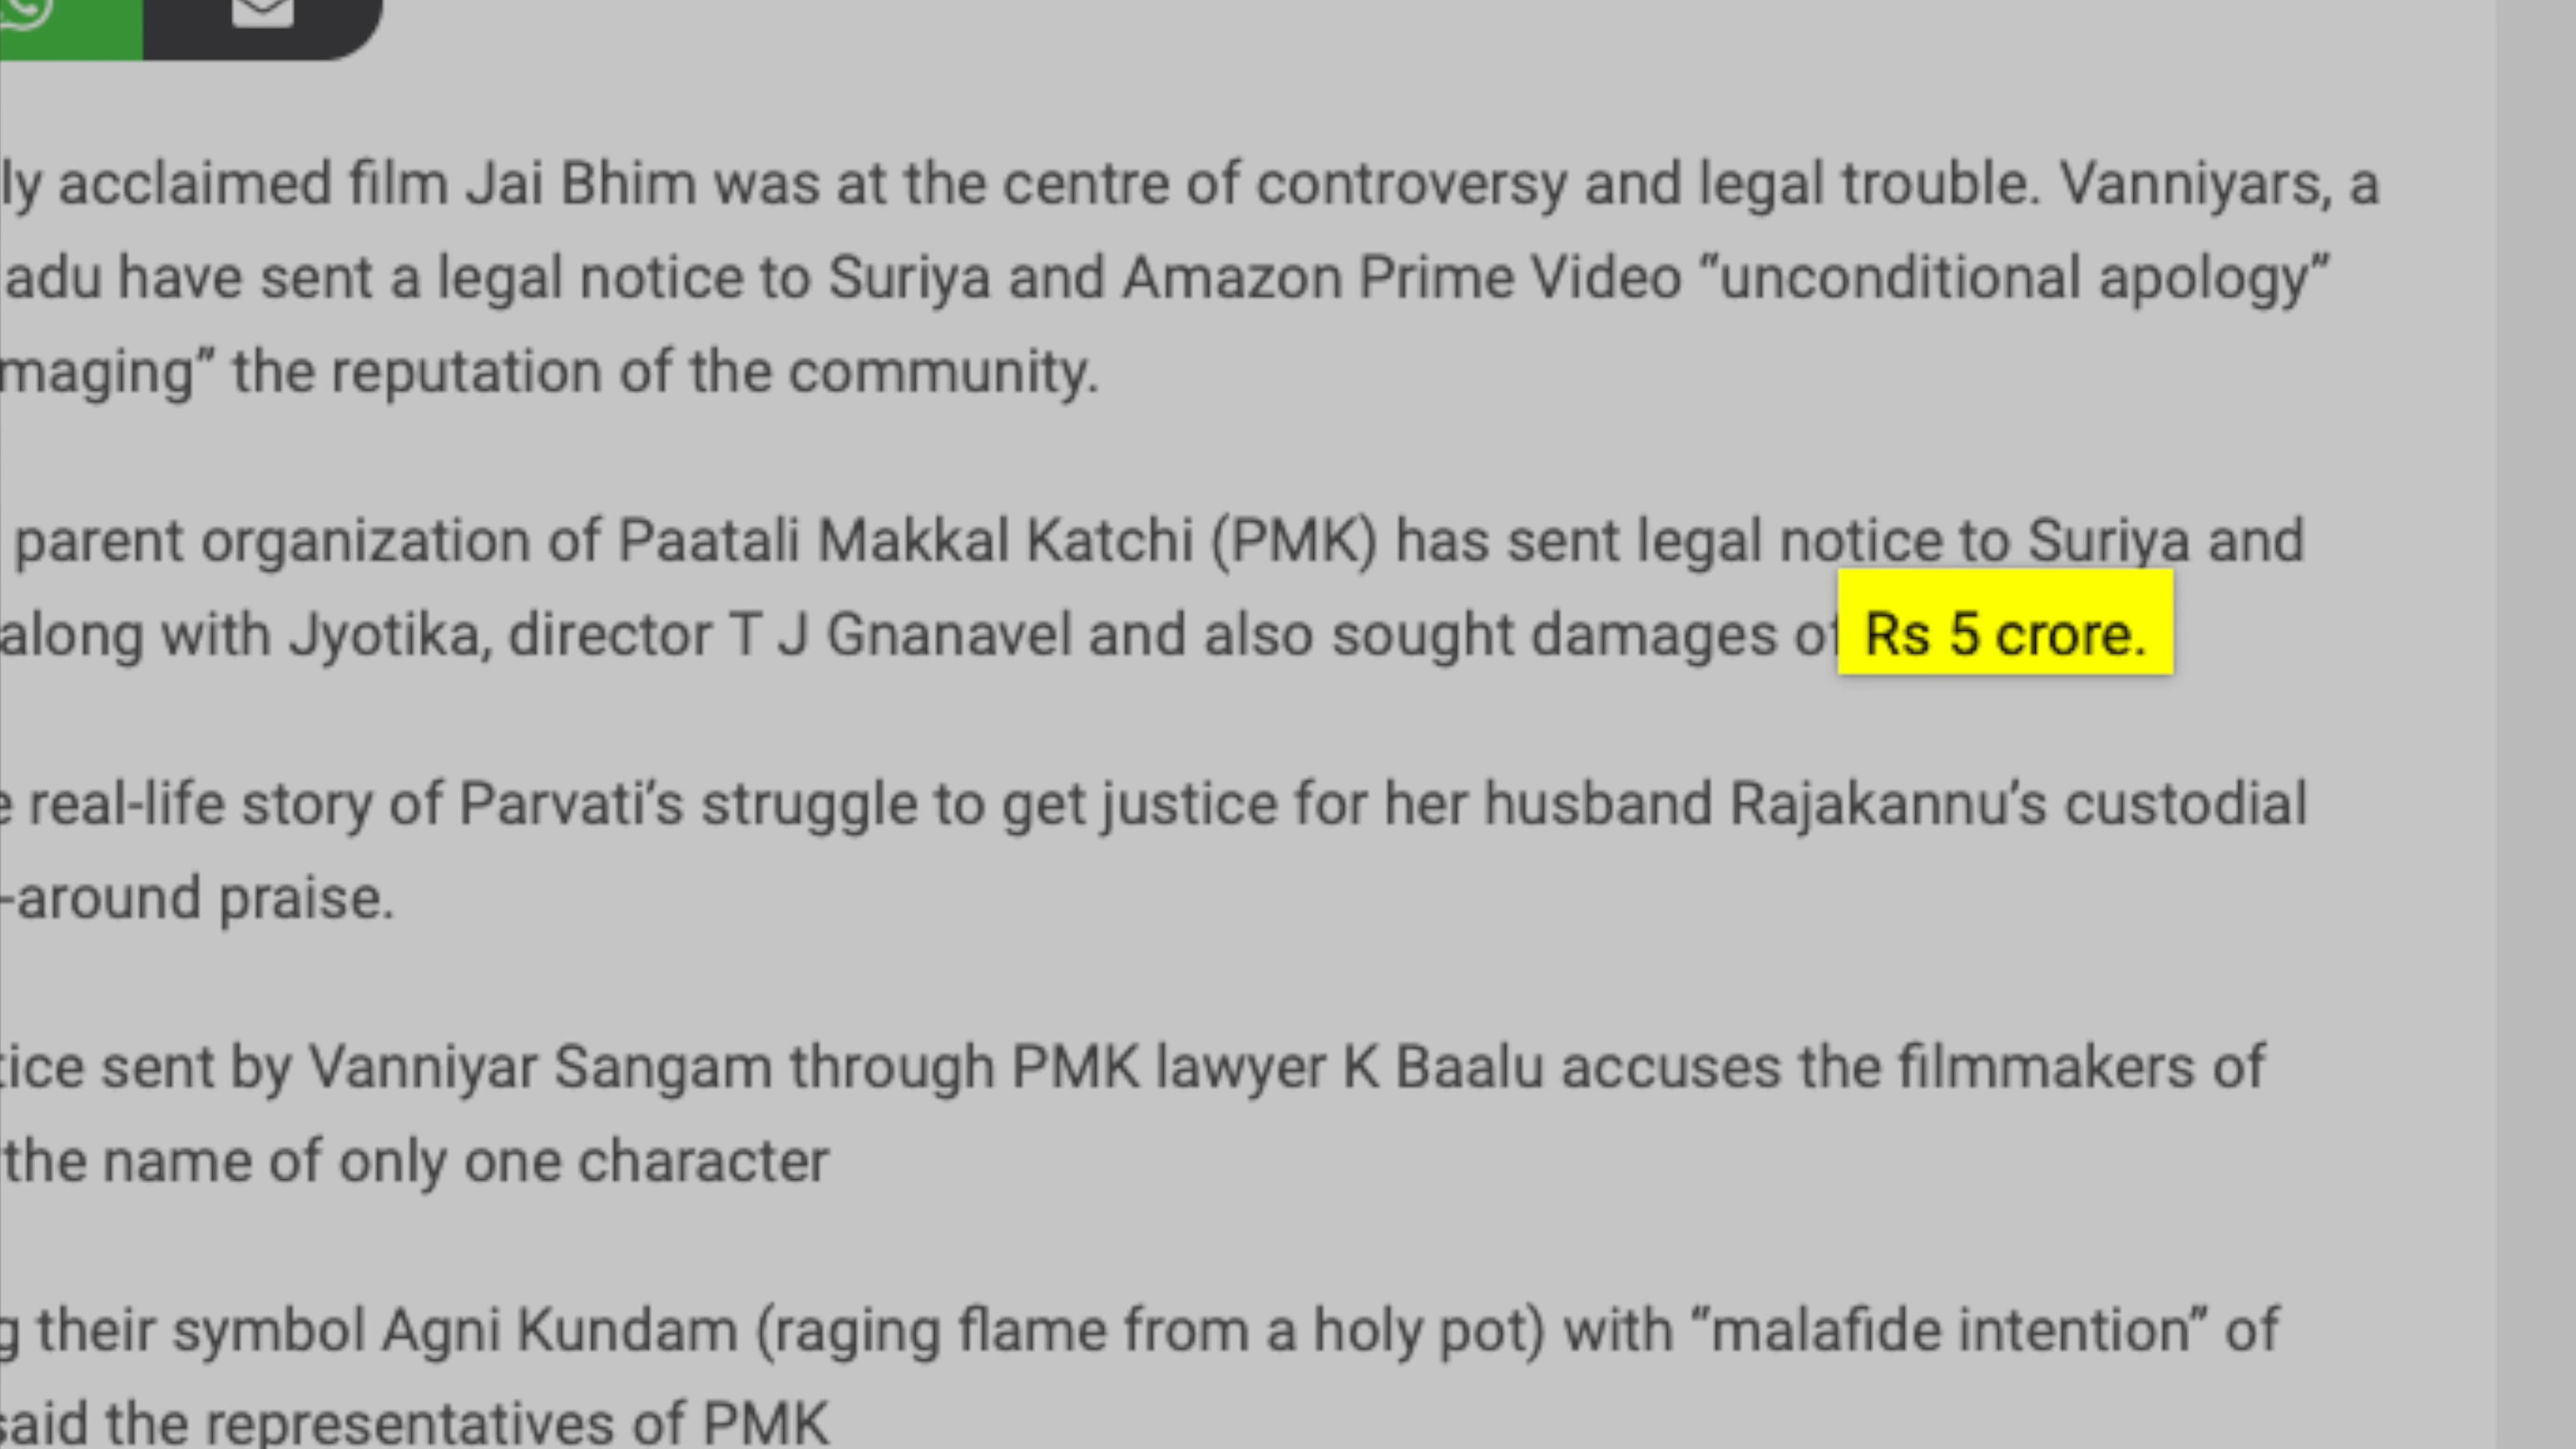 ly acclaimed film Jai Bhim was at the centre of controversy and legal trouble. Vanniyars, a
adu have sent a legal notice to Suriya and Amazon Prime Video “unconditional apology”
maging” the reputation of the community.
parent organization of Paatali Makkal Katchi (PMK) has sent legal notice to Suriya and
along with Jyotika, director T J Gnanavel and also sought damages of Rs 5 crore.
e real-life story of Parvati’s struggle to get justice for her husband Rajakannu’s custodial
-around praise.
tice sent by Vanniyar Sangam through PMK lawyer K Baalu accuses the filmmakers of
the name of only one character
g their symbol Agni Kundam (raging flame from a holy pot) with “malafide intention” of
said the representatives of PMK